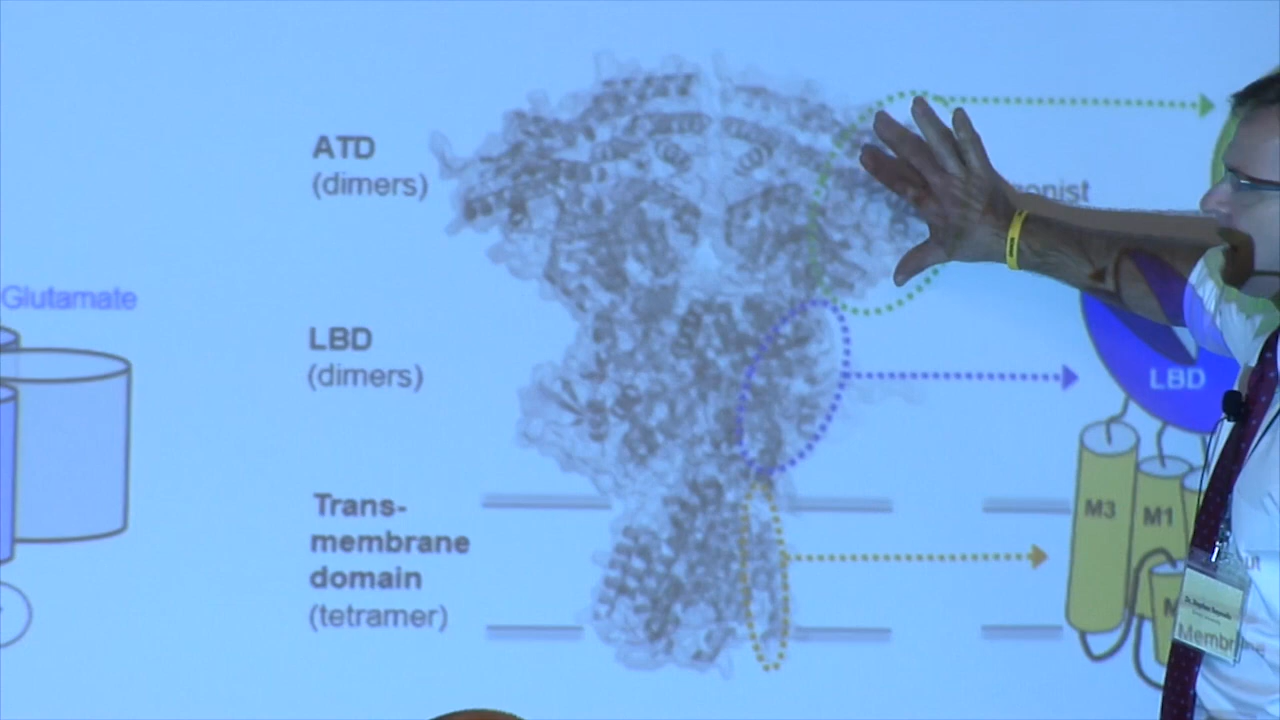 Glutamate
ATD
(dimers)
LBD
(dimers)
Trans-
membrane
domain
(tetramer)
LBD
M3
M1